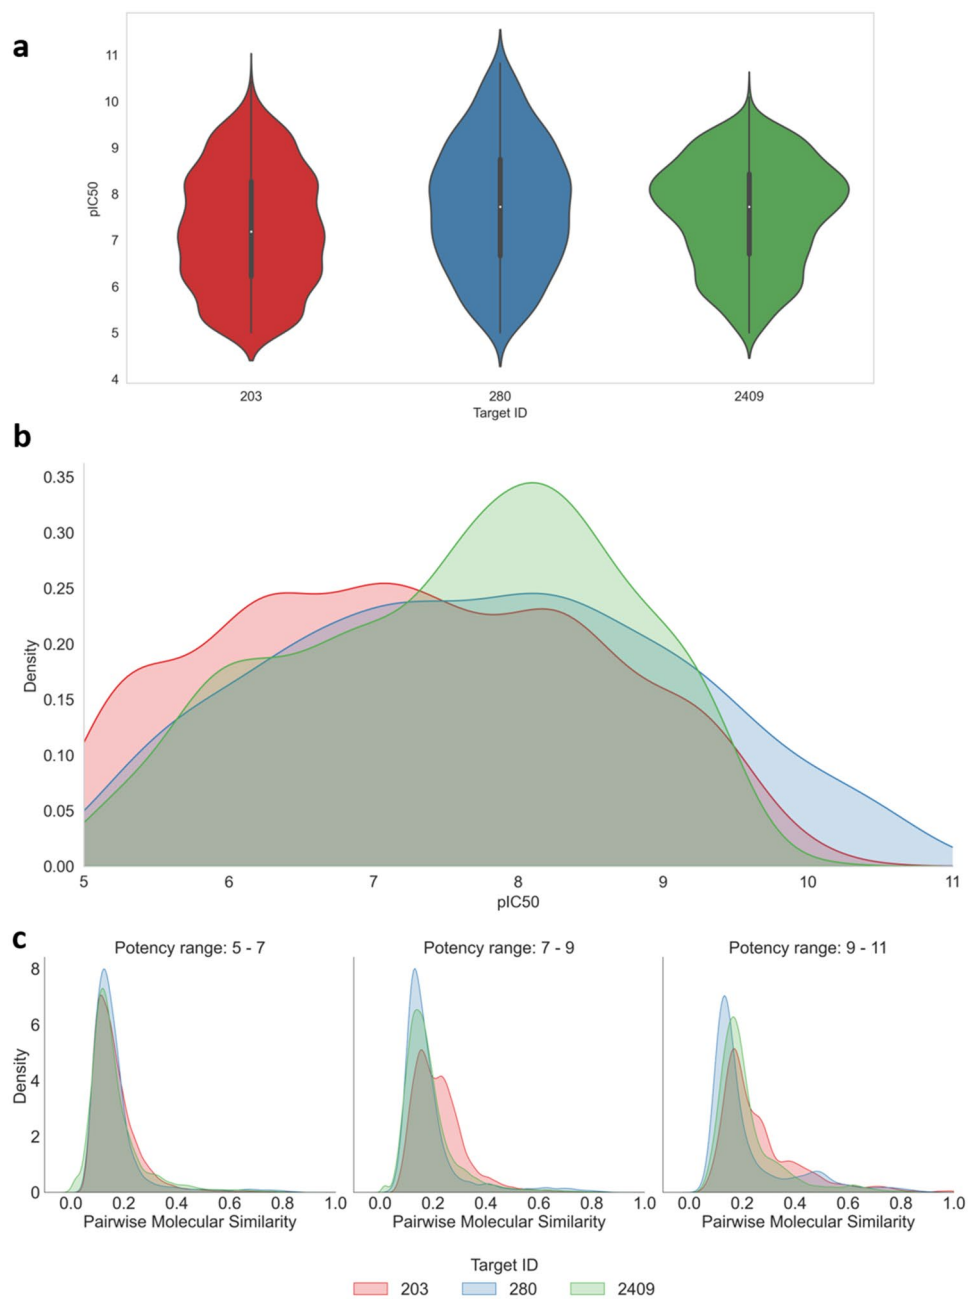 a
11
10
9
8
7
6
5
4
pIC50
203 280 2409
Target ID
b
0.35
0.30
0.25
0.20
0.15
0.10
0.05
0.00
Density
5 6 7 8 9 10 11
pIC50
c
Potency range: 5 - 7 Potency range: 7 - 9 Potency range: 9 - 11
8
6
4
2
0
Density
0.0 0.2 0.4 0.6 0.8 1.0 0.0 0.2 0.4 0.6 0.8 1.0 0.0 0.2 0.4 0.6 0.8 1.0
Pairwise Molecular Similarity Pairwise Molecular Similarity Pairwise Molecular Similarity
Target ID
203 280 2409